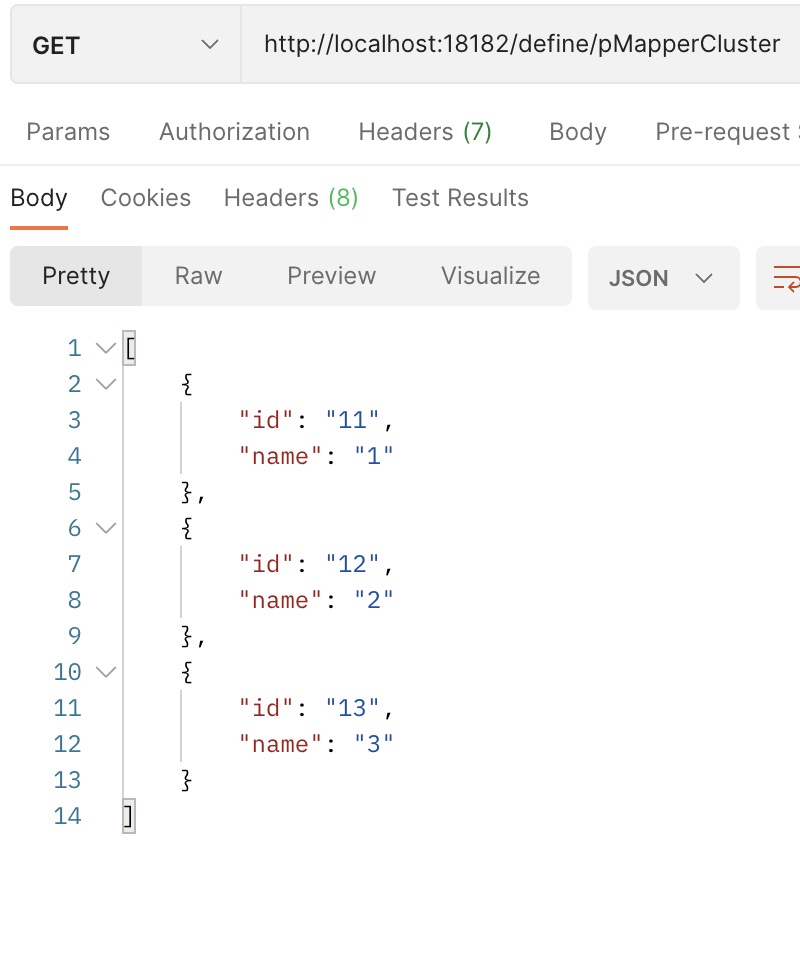 GET http://localhost:18182/define/pMapperCluster
Params Authorization Headers (7) Body Pre-request
Body Cookies Headers (8) Test Results
Pretty Raw Preview Visualize JSON
1 [
2 {
3 "id": "11",
4 "name": "1"
5 },
6 {
7 "id": "12",
8 "name": "2"
9 },
10 {
11 "id": "13",
12 "name": "3"
13 }
14 ]